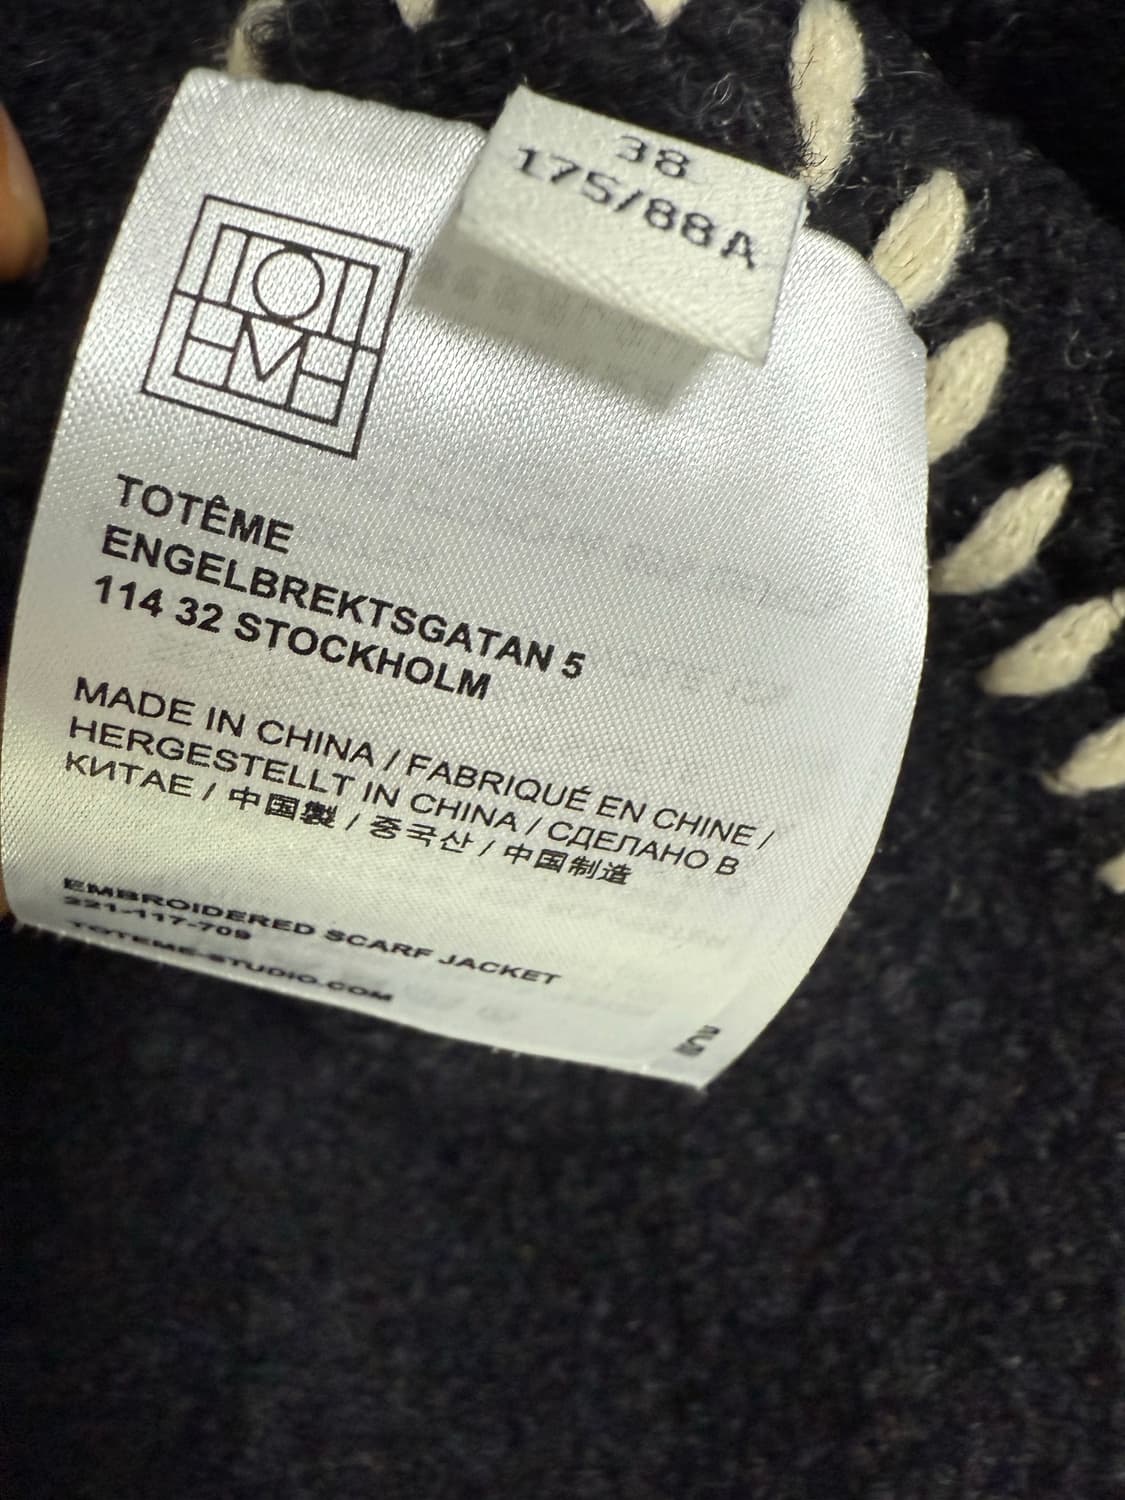 38
175/88A
TOTÊME
TOTÊME
ENGELBREKTSGATAN 5
114 32 STOCKHOLM
MADE IN CHINA / FABRIQUÉ EN CHINE /
HERGESTELLT IN CHINA / СДЕЛАНО В
КИТАЕ / 中国製 / 중국산 / 中国制造
EMBROIDERED SCARF JACKET
221-117-709
TOTEME-STUDIO.COM